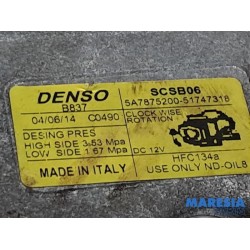 DENSO
SCSB06
B837
5A7875200-51747318
04/06/14 C0490
CLOCK WISE
ROTATION
DESING PRES
HIGH SIDE 3.53 Mpa
LOW SIDE 1.67 Mpa
DC 12V
HFC134a
MADE IN ITALY
USE ONLY ND-OIL8
MARESIA